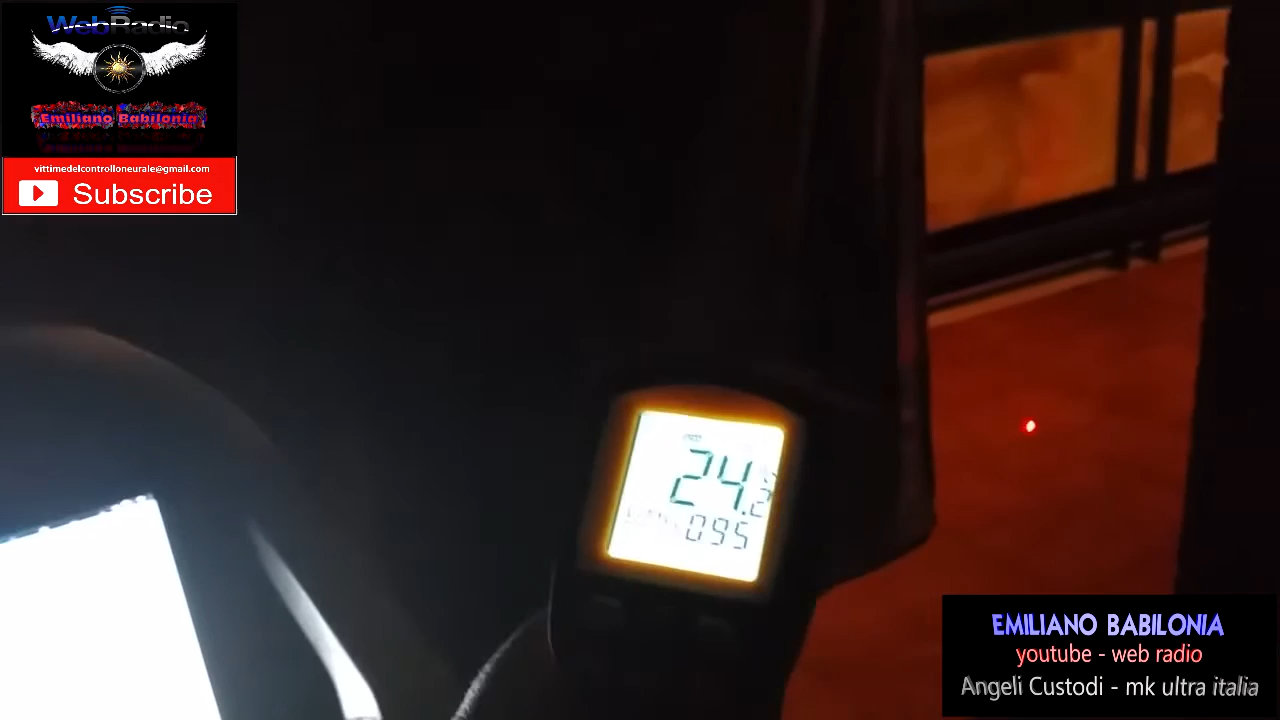 WebRadio
Emiliano Babilonia
vittimedelcontrolloneurale@gmail.com
Subscribe
24.2
095
EMILIANO BABILONIA
youtube - web radio
Angeli Custodi - mk ultra italia